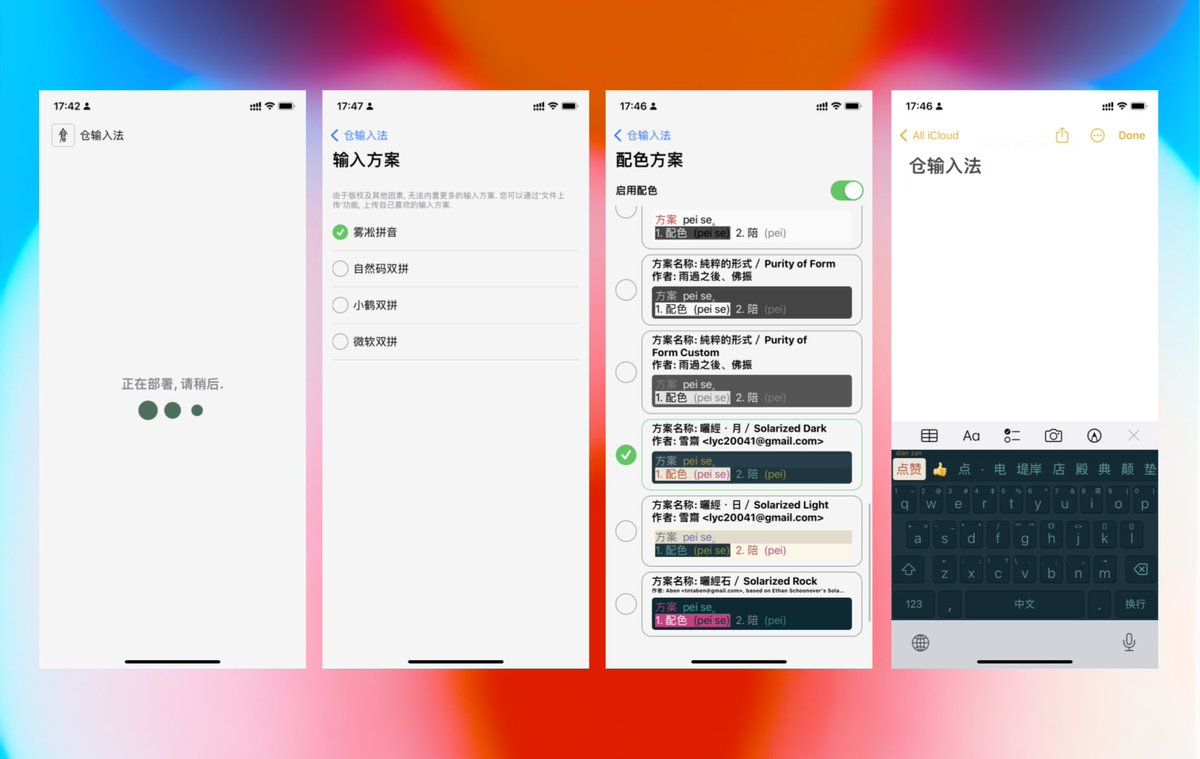 17:42
仓输入法
正在部署, 请稍后.
17:47
仓输入法
输入方案
由于版权及其他因素, 无法内置更多的输入方案. 您可以通过'文件上
传'功能, 上传自己喜欢的输入方案.
雾凇拼音
自然码双拼
小鹤双拼
微软双拼
17:46
仓输入法
配色方案
启用配色
方案 pei se
1. 配色 (pei se) 2. 陪 (pei)
方案名称: 純粹的形式 / Purity of Form
作者: 雨過之後、佛振
方案 pei se
1. 配色 (pei se) 2. 陪 (pei)
方案名称: 純粹的形式 / Purity of
Form Custom
作者: 雨過之後、佛振
方案 pei se
1. 配色 (pei se) 2. 陪 (pei)
方案名称: 曬經・月 / Solarized Dark
作者: 雪齋 <lyc20041@gmail.com>
方案 pei se
1. 配色 (pei se) 2. 陪 (pei)
方案名称: 曬經・日 / Solarized Light
作者: 雪齋 <lyc20041@gmail.com>
方案 pei se
1. 配色 (pei se) 2. 陪 (pei)
方案名称: 曬經石 / Solarized Rock
作者: Aben <tntaben@gmail.com>, based on Ethan Schoonover's Sola...
方案 pei se
1. 配色 (pei se) 2. 陪 (pei)
17:46
All iCloud Done
仓输入法
Aa
dian zan
点赞 👍 点 · 电 堤岸 店 殿 典 颠 垫
q w e r t y u i o p
a s d f g h j k l
z x c v b n m
123 , 中文 . 换行